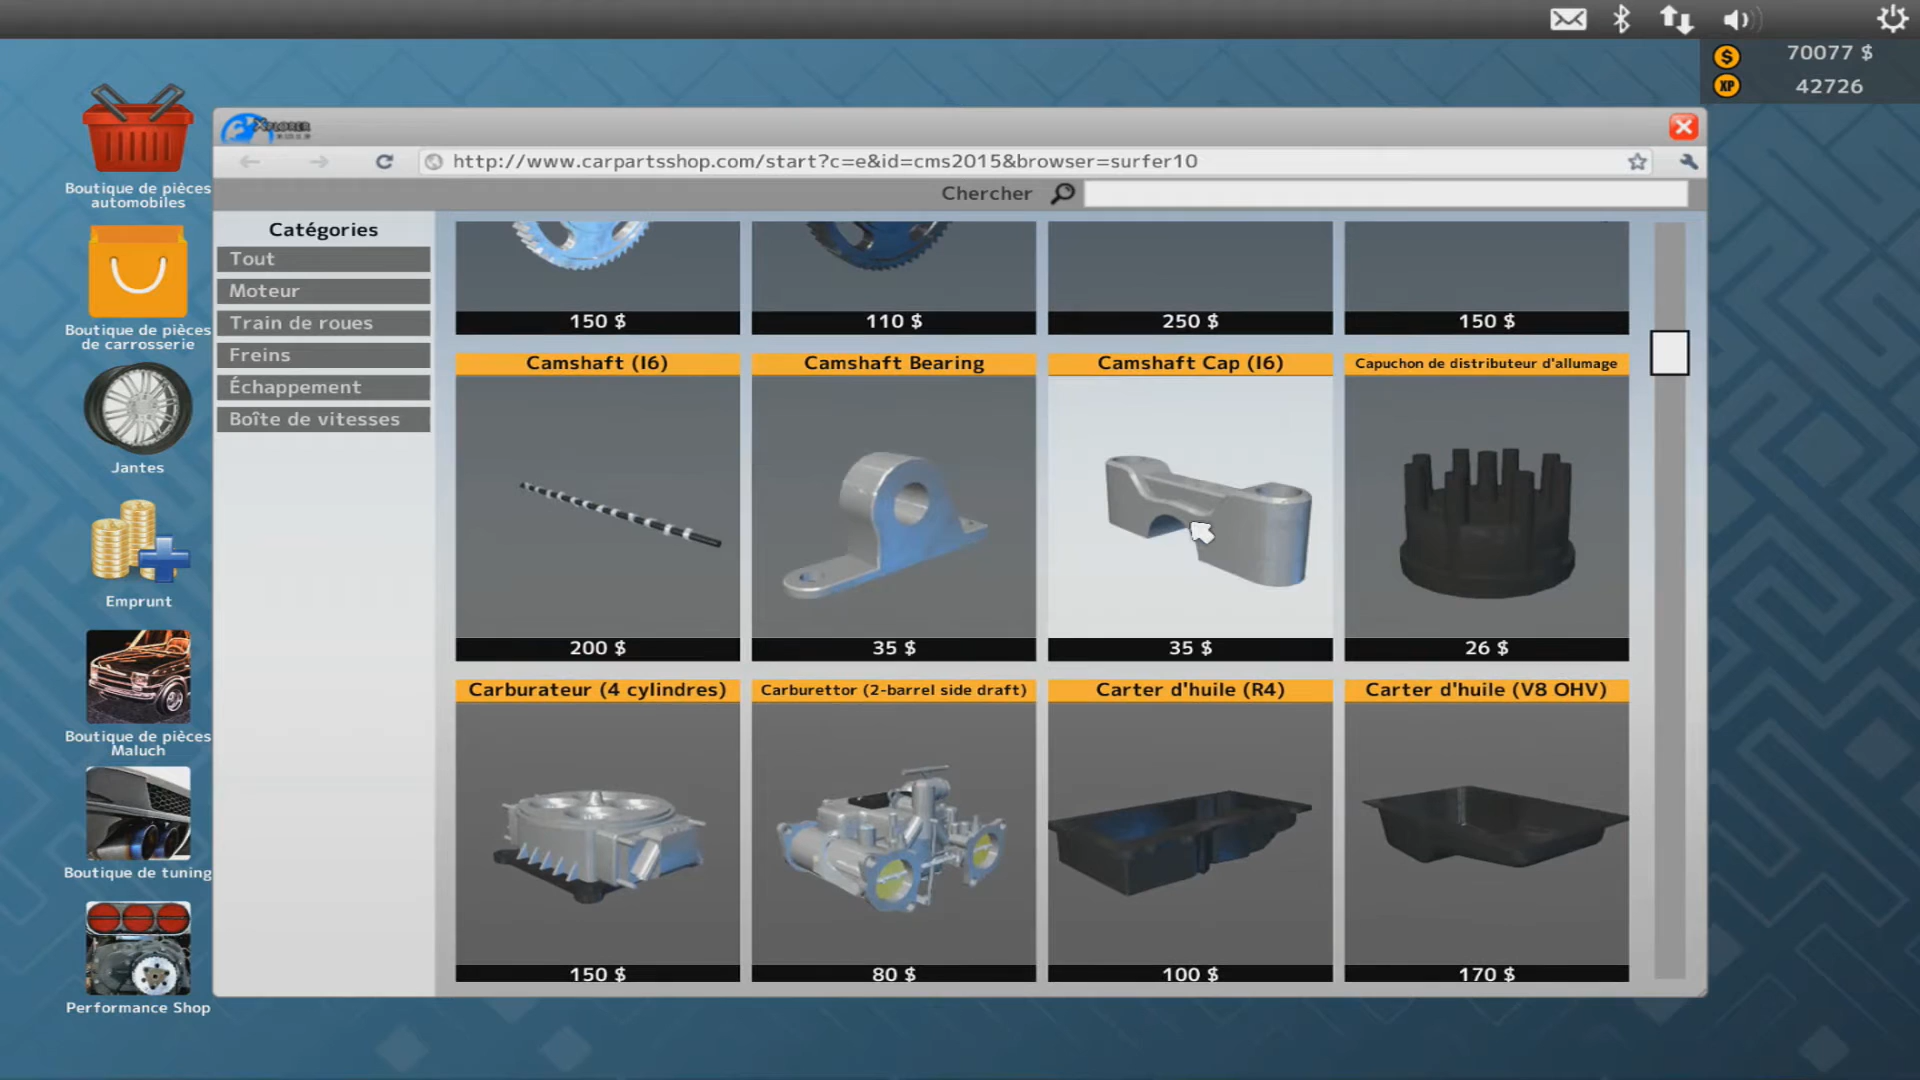 70077 $
XP 42726
XPLORER
http://www.carpartsshop.com/start?c=e&id=cms2015&browser=surfer10
Chercher
Boutique de pièces
automobiles
Boutique de pièces
de carrosserie
Jantes
Emprunt
Boutique de pièces
Maluch
Boutique de tuning
Performance Shop
Catégories
Tout
Moteur
Train de roues
Freins
Échappement
Boîte de vitesses
150 $
110 $
250 $
150 $
Camshaft (I6)
Camshaft Bearing
Camshaft Cap (I6)
Capuchon de distributeur d'allumage
200 $
35 $
35 $
26 $
Carburateur (4 cylindres)
Carburettor (2-barrel side draft)
Carter d'huile (R4)
Carter d'huile (V8 OHV)
150 $
80 $
100 $
170 $